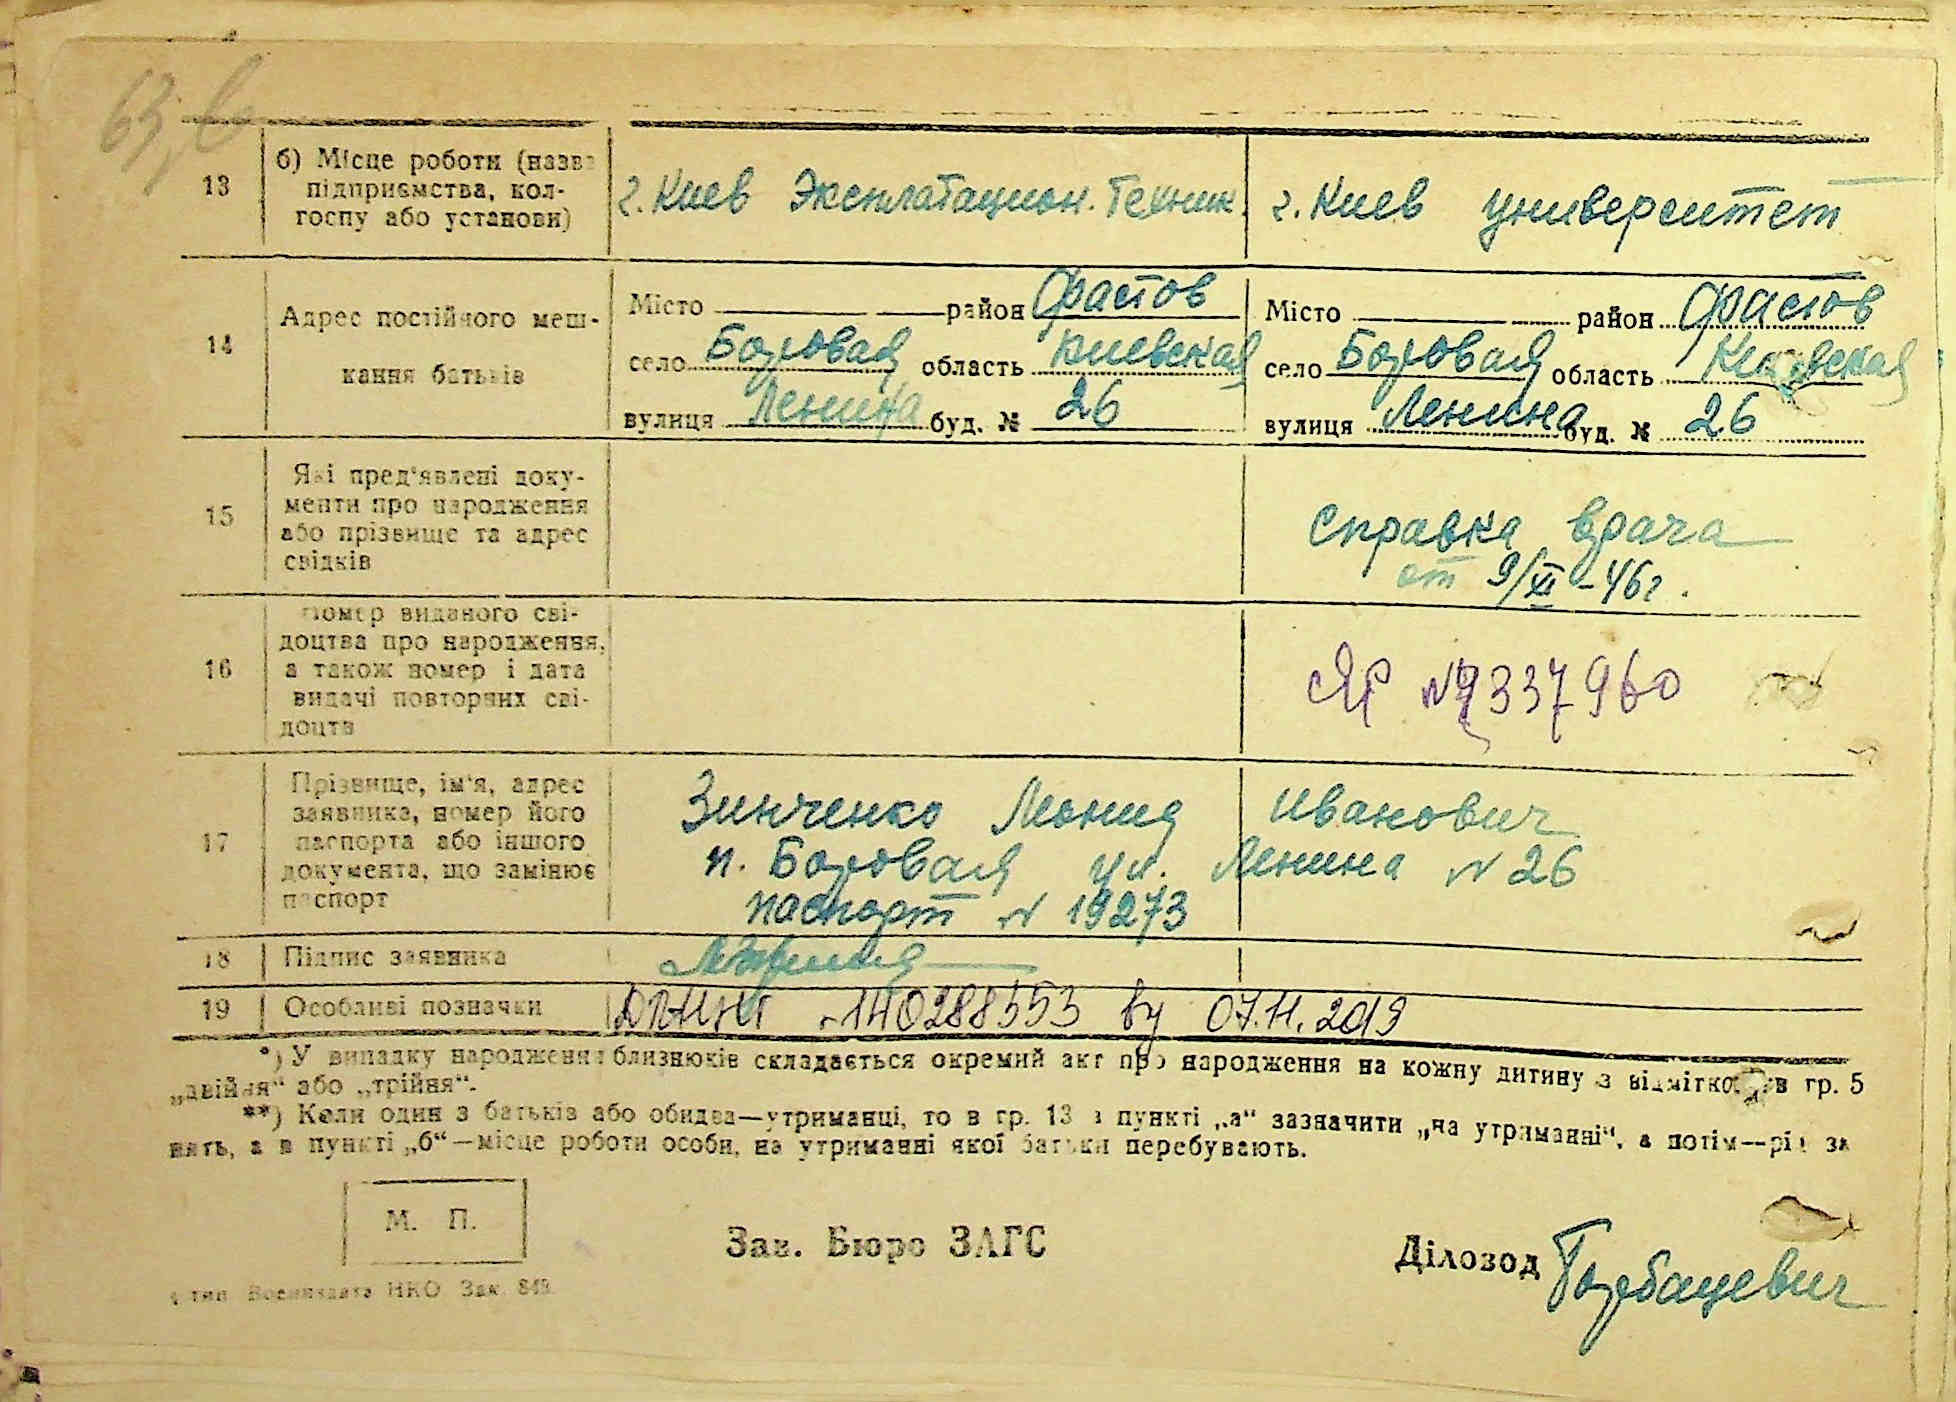 13
б) Місце роботи (назва
підприємства, кол-
госпу або установи)
г. Киев Эксплатацион. Техник.
г. Киев университет
14
Адрес постійного меш-
кання батьків
Місто район Фастов
село Боровая область Киевская
вулиця Ленина буд. № 26
Місто район Фастов
село Боровая область Киевская
вулиця Ленина буд. № 26
15
Які пред'явлені доку-
менти про народження
або прізвище та адрес
свідків
Справка врача
от 9/XI-46г.
16
Номер виданого сві-
доцтва про народження,
а також номер і дата
видачі повторних сві-
доцтв
337960
17
Прізвище, ім'я, адрес
заявника, номер його
паспорта або іншого
документа, що замінює
паспорт
Зинченко Леонид Иванович
п. Боровая ул. Ленина N 26
паспорт N 19273
18
Підпис заявника
19
Особливі позначки
07.11.2019
*) У випадку народження близнюків складається окремий акт про народження на кожну дитину з відміткою в гр. 5
„двійня“ або „трійня“.
**) Коли один з батьків або обидва—утриманці, то в гр. 13 в пункті „а“ зазначити „на утриманні“, а потім—рід за
нять, а в пункті „б“—місце роботи особи, на утриманні якої батьки перебувають.
М. П.
Зав. Бюро ЗАГС
Діловод Горбацевич
НКО Зак. 843.